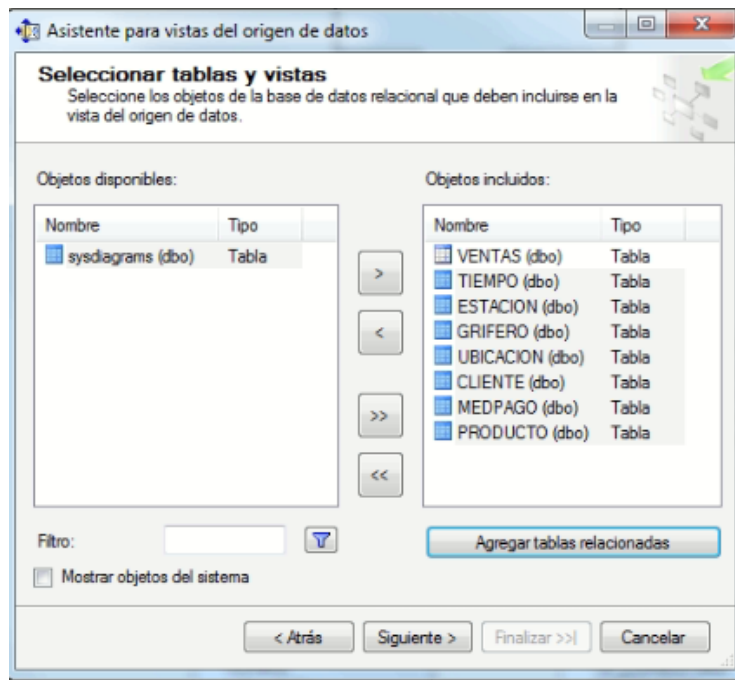 Asistente para vistas del origen de datos
Seleccionar tablas y vistas
Seleccione los objetos de la base de datos relacional que deben incluirse en la
vista del origen de datos.
Objetos disponibles:
Nombre Tipo
sysdiagrams (dbo) Tabla
>
<
>>
<<
Objetos incluidos:
Nombre Tipo
VENTAS (dbo) Tabla
TIEMPO (dbo) Tabla
ESTACION (dbo) Tabla
GRIFERO (dbo) Tabla
UBICACION (dbo) Tabla
CLIENTE (dbo) Tabla
MEDPAGO (dbo) Tabla
PRODUCTO (dbo) Tabla
Filtro:
Agregar tablas relacionadas
Mostrar objetos del sistema
< Atrás Siguiente > Finalizar >>| Cancelar